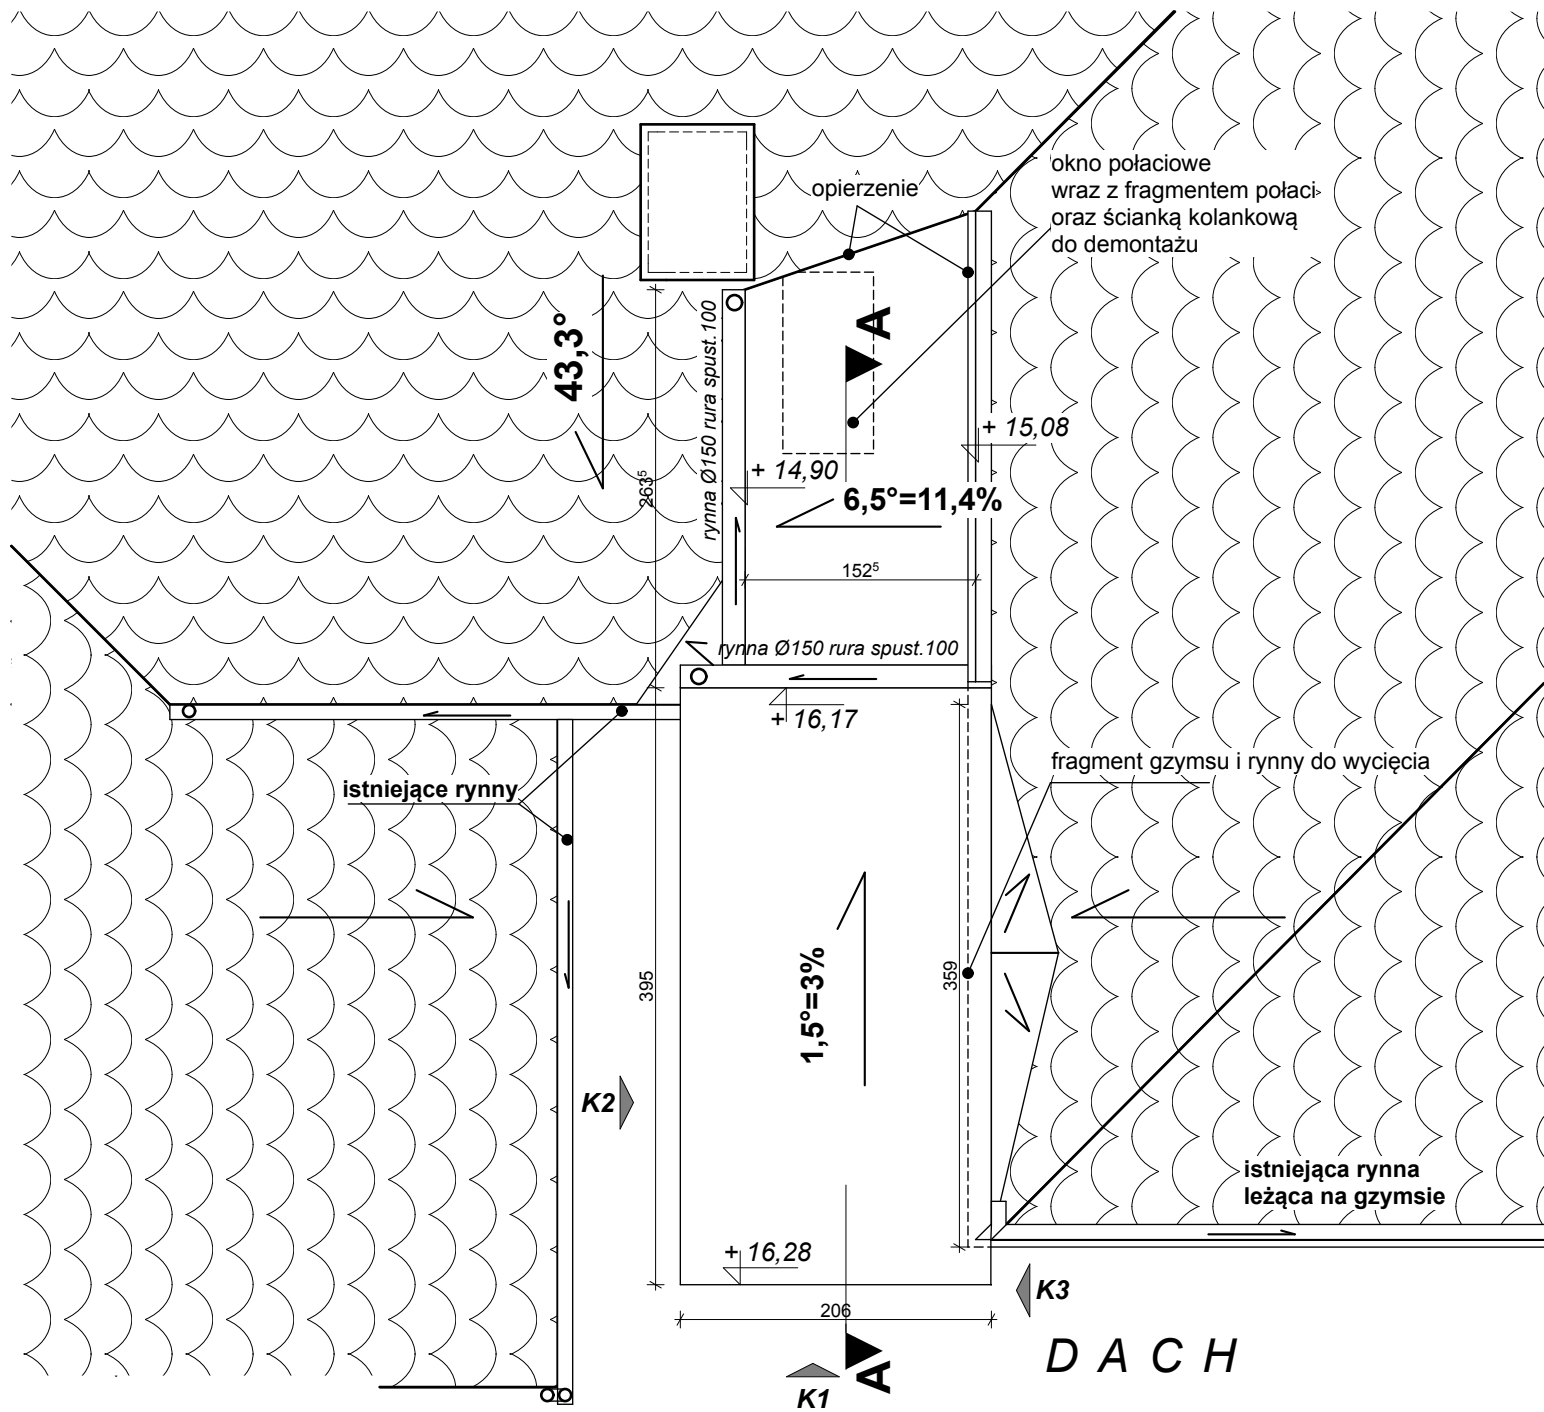 okno połaciowe
wraz z fragmentem połaci
oraz ścianką kolankową
do demontażu
opierzenie
43,3°
rynna Ø150 rura spust.100
A
+ 15,08
+ 14,90
263⁵
6,5°=11,4%
152⁵
rynna Ø150 rura spust.100
+ 16,17
fragment gzymsu i rynny do wycięcia
istniejące rynny
395
359
1,5°=3%
K2
istniejąca rynna
leżąca na gzymsie
+ 16,28
K3
206
DACH
A
K1